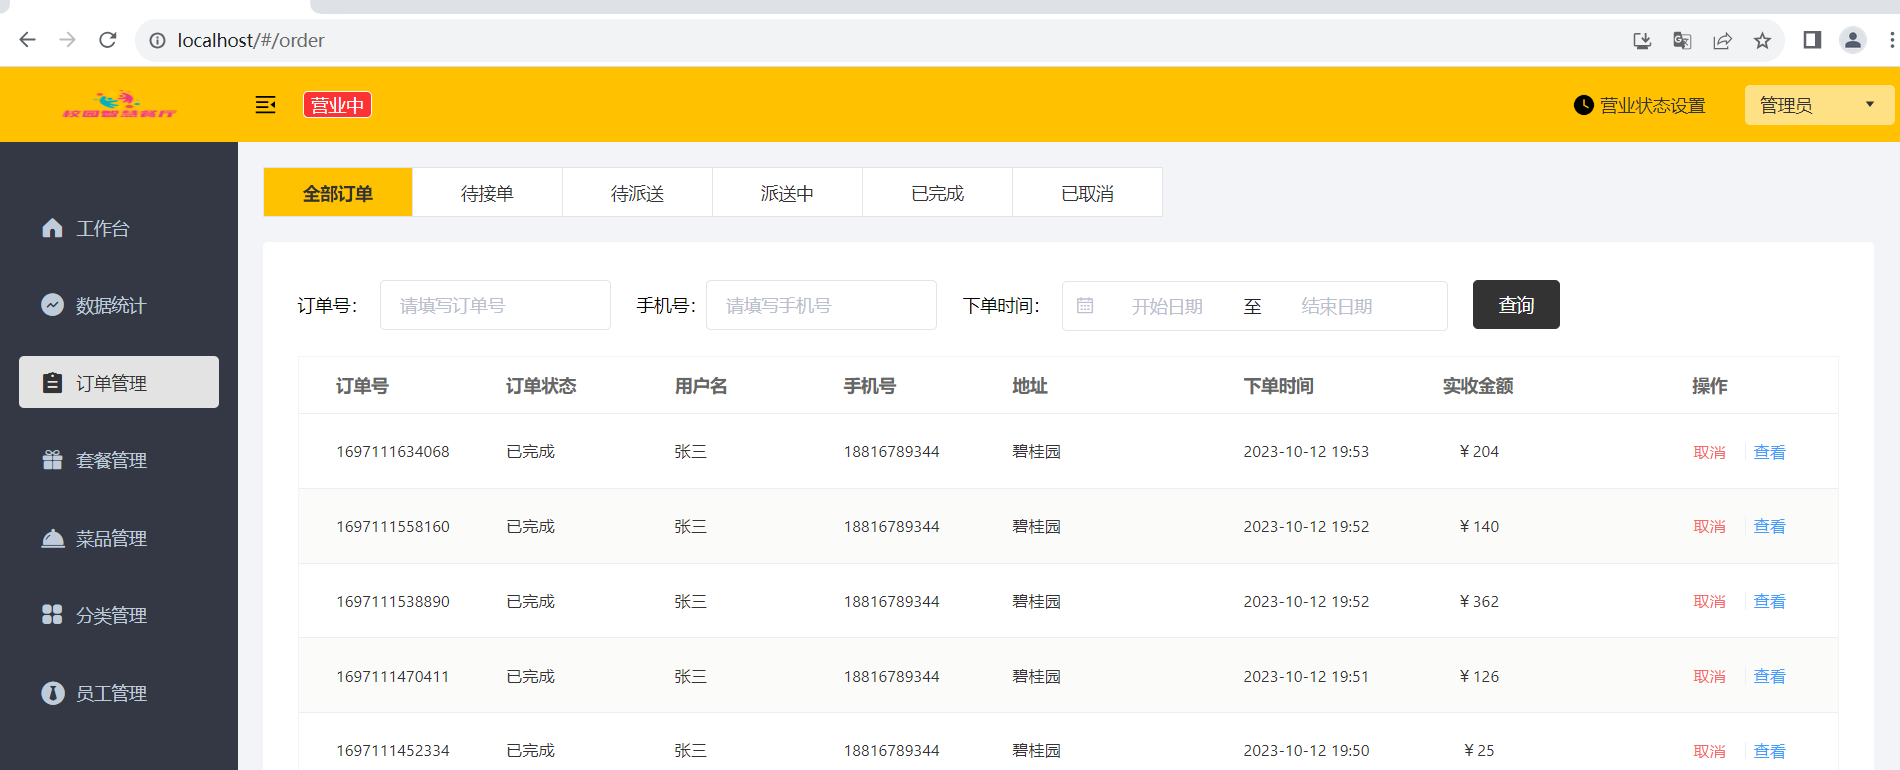 localhost/#/order
校园智慧餐厅 营业中 营业状态设置 管理员
全部订单 待接单 待派送 派送中 已完成 已取消
工作台
数据统计
订单管理
套餐管理
菜品管理
分类管理
员工管理
订单号: 请填写订单号 手机号: 请填写手机号 下单时间: 开始日期 至 结束日期 查询
订单号 订单状态 用户名 手机号 地址 下单时间 实收金额 操作
1697111634068 已完成 张三 18816789344 碧桂园 2023-10-12 19:53 ¥204 取消 查看
1697111558160 已完成 张三 18816789344 碧桂园 2023-10-12 19:52 ¥140 取消 查看
1697111538890 已完成 张三 18816789344 碧桂园 2023-10-12 19:52 ¥362 取消 查看
1697111470411 已完成 张三 18816789344 碧桂园 2023-10-12 19:51 ¥126 取消 查看
1697111452334 已完成 张三 18816789344 碧桂园 2023-10-12 19:50 ¥25 取消 查看